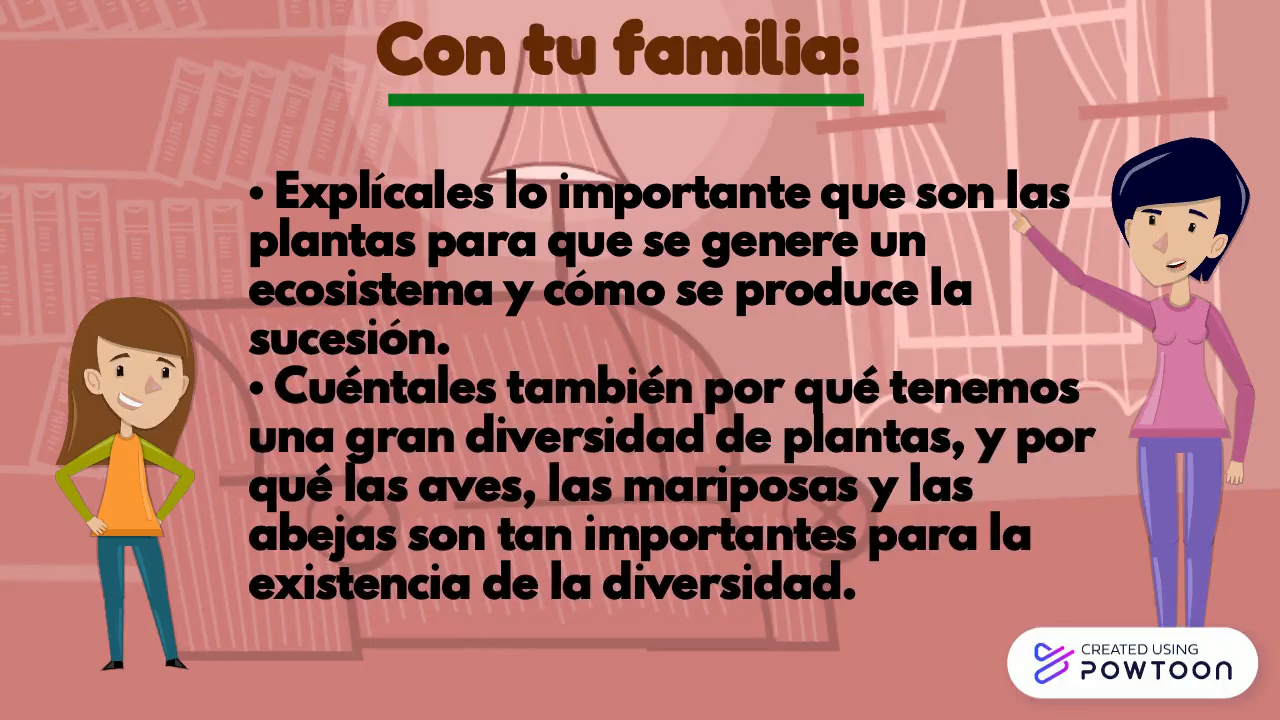 Con tu familia:
• Explícales lo importante que son las
plantas para que se genere un
ecosistema y cómo se produce la
sucesión.
• Cuéntales también por qué tenemos
una gran diversidad de plantas, y por
qué las aves, las mariposas y las
abejas son tan importantes para la
existencia de la diversidad.
CREATED USING
POWTOON